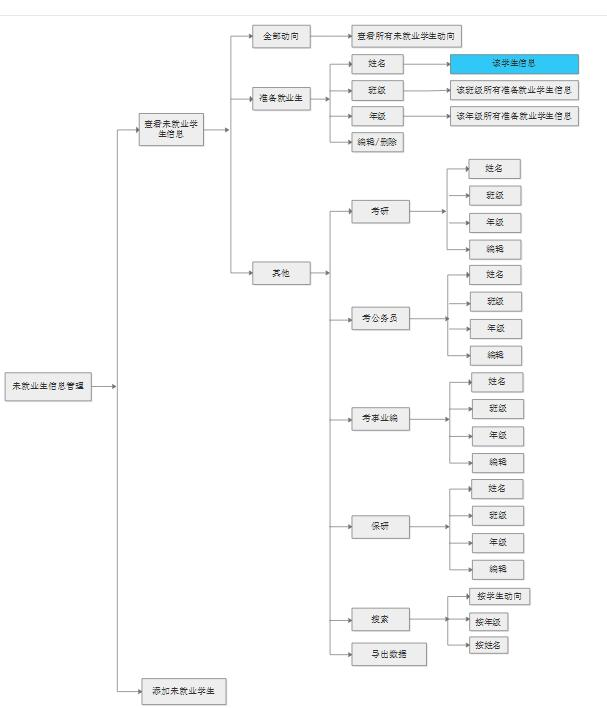 全部动向
查看所有未就业学生动向
姓名
该学生信息
准备就业生
班级
该班级所有准备就业学生信息
年级
该年级所有准备就业学生信息
查看未就业学
生信息
编辑/删除
考研
姓名
班级
年级
编辑
其他
考公务员
姓名
班级
年级
编辑
未就业生信息管理
考事业编
姓名
班级
年级
编辑
保研
姓名
班级
年级
编辑
搜索
按学生动向
按年级
按姓名
导出数据
添加未就业学生